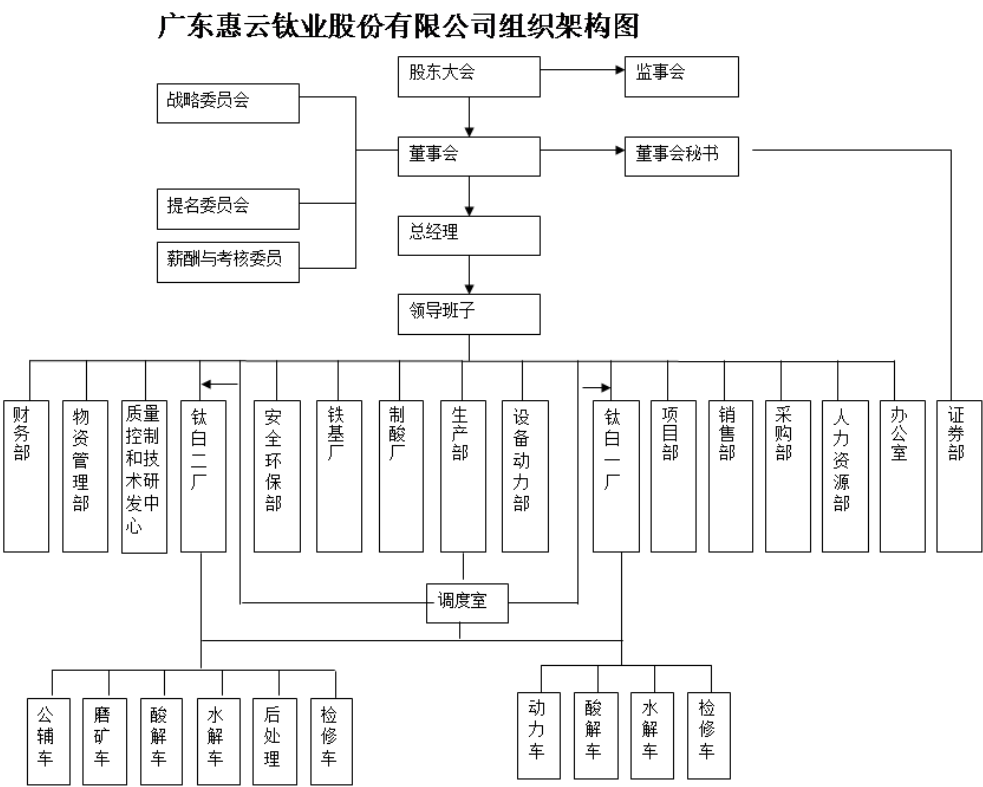 广东惠云钛业股份有限公司组织架构图
股东大会
监事会
战略委员会
董事会
董事会秘书
提名委员会
总经理
薪酬与考核委员
领导班子
财务部
物资管理部
质量控制和技术研发中心
钛白二厂
安全环保部
铁基厂
制酸厂
生产部
设备动力部
钛白一厂
项目部
销售部
采购部
人力资源部
办公室
证券部
调度室
公辅车
磨矿车
酸解车
水解车
后处理
检修车
动力车
酸解车
水解车
检修车